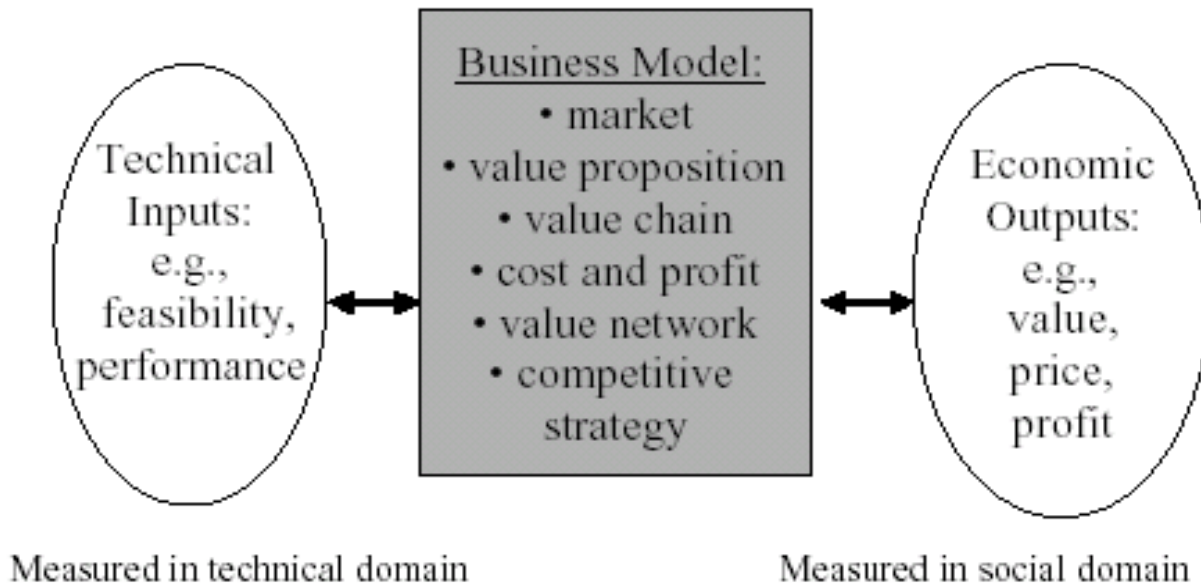 Technical
Inputs:
e.g.,
feasibility,
performance
Business Model:
• market
• value proposition
• value chain
• cost and profit
• value network
• competitive
strategy
Economic
Outputs:
e.g.,
value,
price,
profit
Measured in technical domain
Measured in social domain